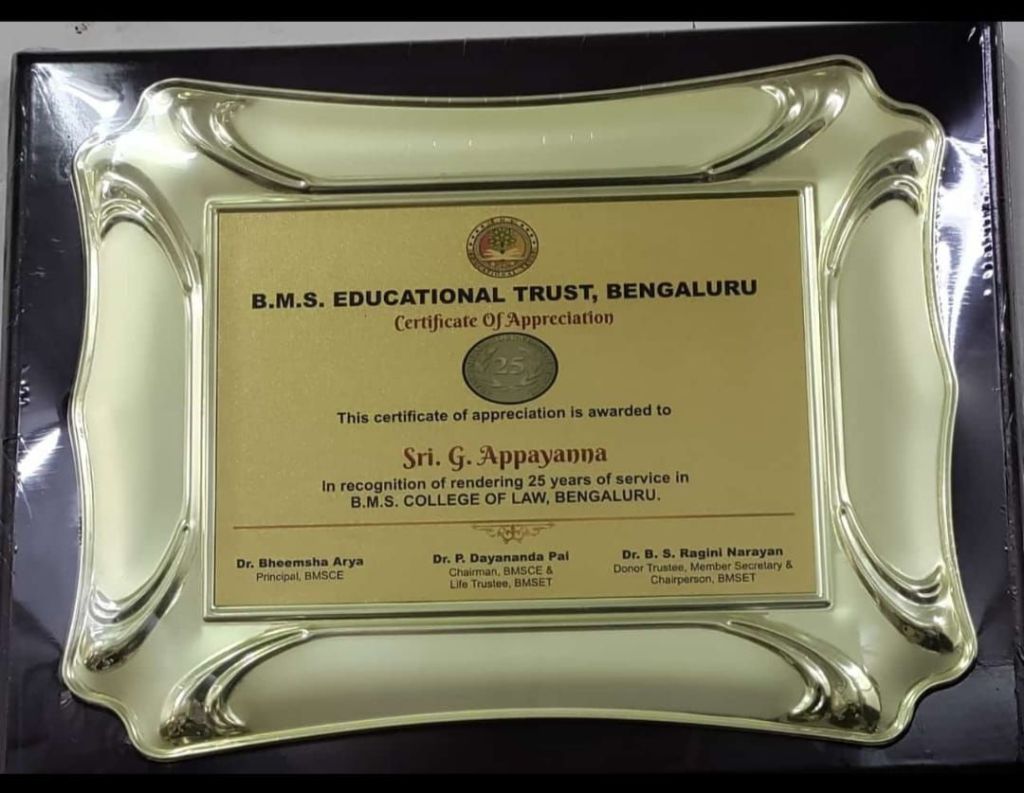 B.M.S. EDUCATIONAL TRUST, BENGALURU
Certificate Of Appreciation
25
This certificate of appreciation is awarded to
Sri. G. Appayanna
In recognition of rendering 25 years of service in
B.M.S. COLLEGE OF LAW, BENGALURU.
Dr. Bheemsha Arya
Principal, BMSCE
Dr. P. Dayananda Pai
Chairman, BMSCE &
Life Trustee, BMSET
Dr. B. S. Ragini Narayan
Donor Trustee, Member Secretary &
Chairperson, BMSET